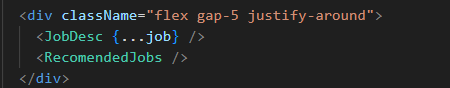 <div className="flex gap-5 justify-around">
<JobDesc {...job} />
<RecomendedJobs />
</div>